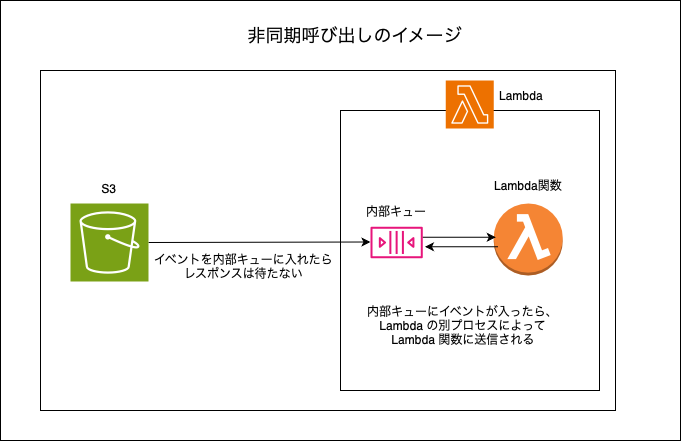 非同期呼び出しのイメージ
Lambda
S3
Lambda関数
内部キュー
イベントを内部キューに入れたら
レスポンスは待たない
内部キューにイベントが入ったら、
Lambda の別プロセスによって
Lambda 関数に送信される